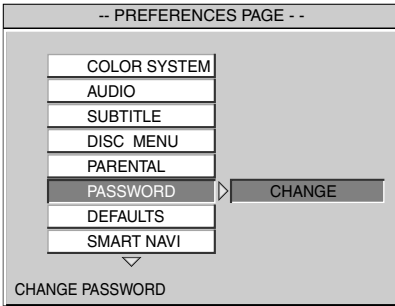 -- PREFERENCES PAGE - -
COLOR SYSTEM
AUDIO
SUBTITLE
DISC MENU
PARENTAL
PASSWORD CHANGE
DEFAULTS
SMART NAVI
CHANGE PASSWORD